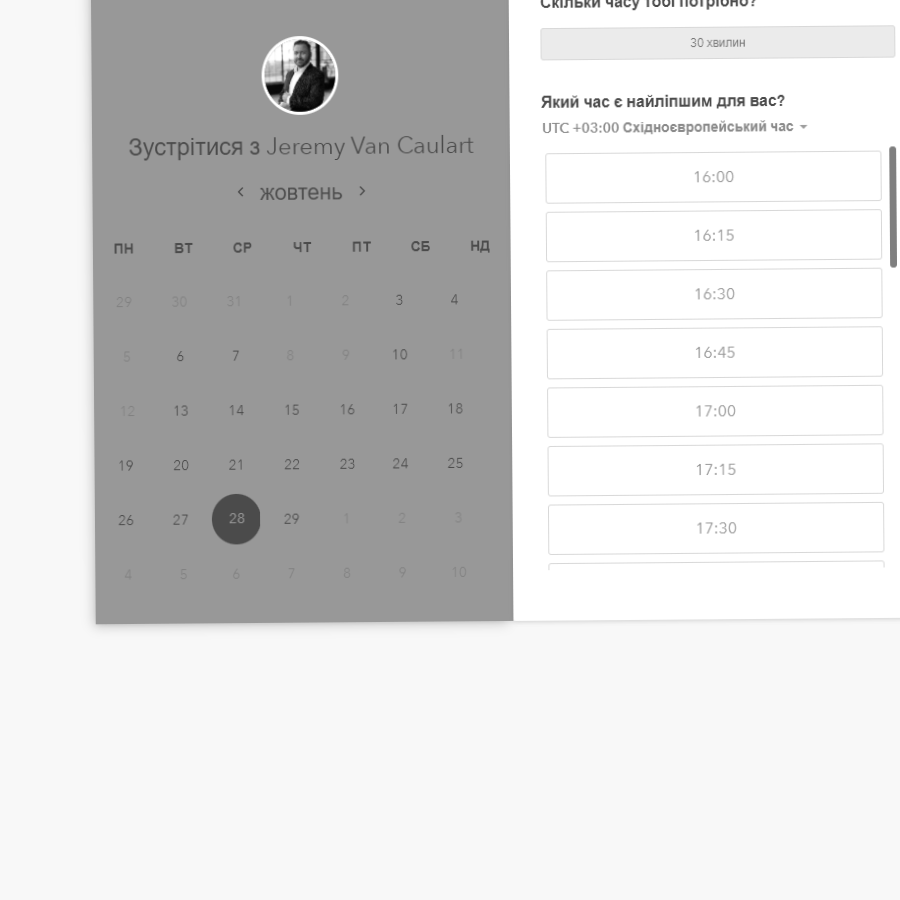 Зустрітися з Jeremy Van Caulart
‹ жовтень ›
ПН ВТ СР ЧТ ПТ СБ НД
29 30 31 1 2 3 4
5 6 7 8 9 10 11
12 13 14 15 16 17 18
19 20 21 22 23 24 25
26 27 28 29 1 2 3
4 5 6 7 8 9 10
Скільки часу тобі потрібно?
30 хвилин
Який час є найліпшим для вас?
UTC +03:00 Східноєвропейський час
16:00
16:15
16:30
16:45
17:00
17:15
17:30